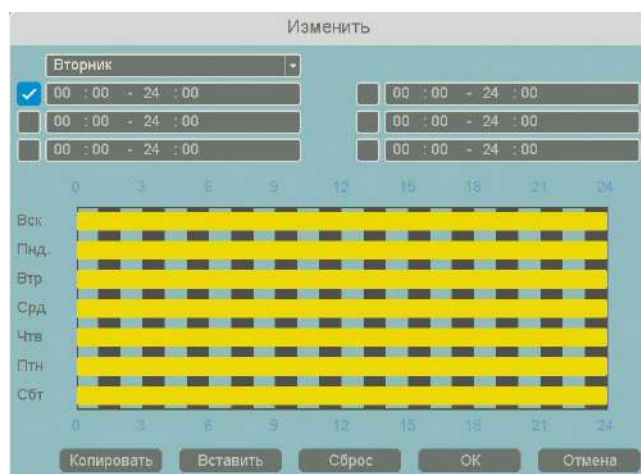 Изменить
Вторник
00 :00 - 24 :00 00 :00 - 24 :00
00 :00 - 24 :00 00 :00 - 24 :00
00 :00 - 24 :00 00 :00 - 24 :00
0 3 6 9 12 15 18 21 24
Вск
Пнд.
Втр
Срд
Чтв
Птн
Сбт
0 3 6 9 12 15 18 21 24
Копировать Вставить Сброс OK Отмена